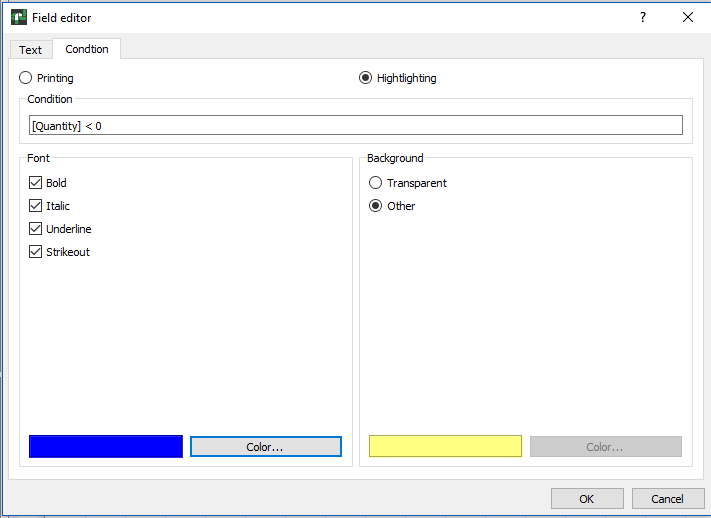 Field editor
?
Text
Condtion
Printing
Hightlighting
Condition
[Quantity] < 0
Font
Background
Bold
Transparent
Italic
Other
Underline
Strikeout
Color...
Color...
OK
Cancel